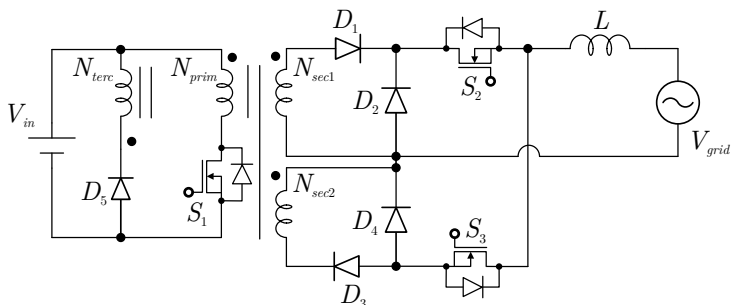 D1
L
Nterc
Nprim
Nsec1
S2
Vin
D2
Vgrid
D5
S1
Nsec2
D4
S3
D3